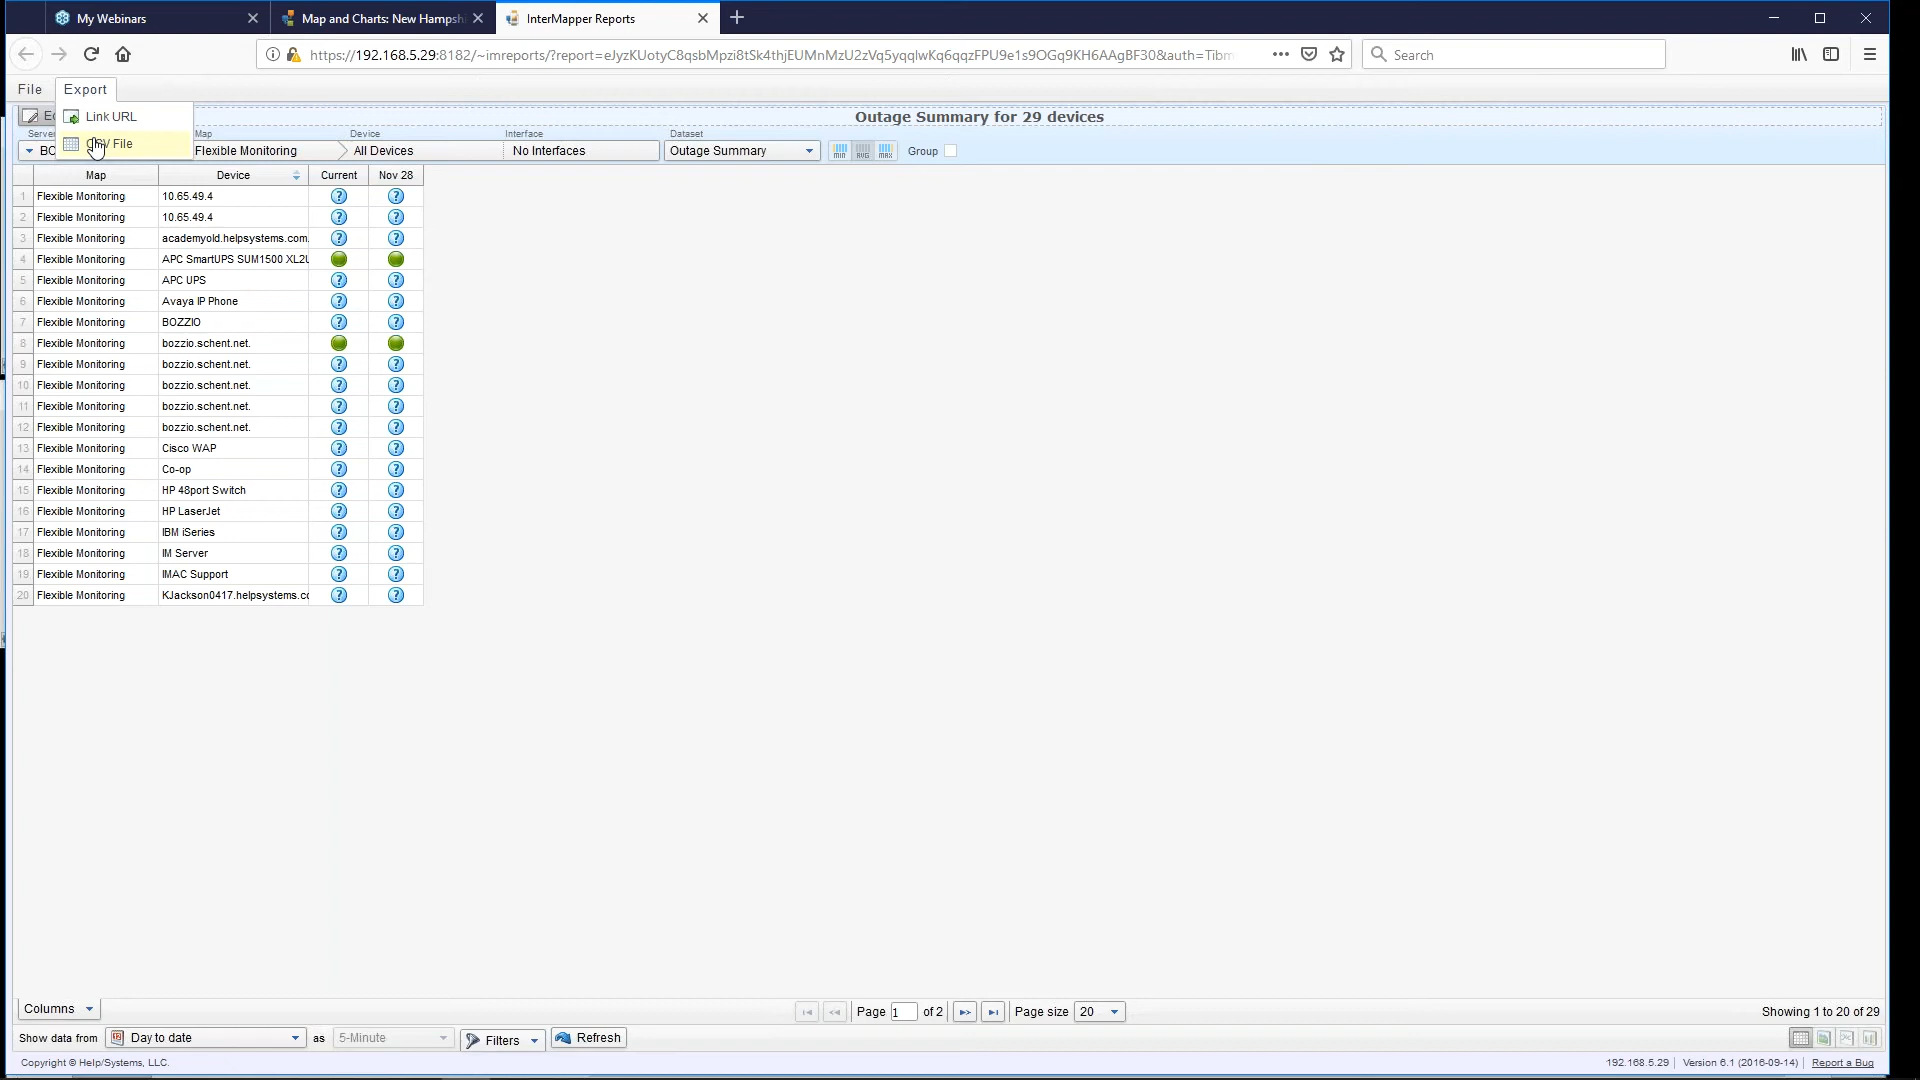 My Webinars
Map and Charts: New Hampshi
InterMapper Reports
https://192.168.5.29:8182/~imreports/?report=eJyzKUotyC8qsbMpzi8tSk4thjEUMnMzU2zVq5yqqlwKq6qqzFPU9e1s9OGq9KH6AAgBF30&auth=Tibm
Search
File Export
Link URL
File
Outage Summary for 29 devices
Serve Map Device Interface Dataset
BO Flexible Monitoring All Devices No Interfaces Outage Summary MIN AVG MAX Group
Map Device Current Nov 28
1 Flexible Monitoring 10.65.49.4 ? ?
2 Flexible Monitoring 10.65.49.4 ? ?
3 Flexible Monitoring academyold.helpsystems.com. ? ?
4 Flexible Monitoring APC SmartUPS SUM1500 XL2U
5 Flexible Monitoring APC UPS ? ?
6 Flexible Monitoring Avaya IP Phone ? ?
7 Flexible Monitoring BOZZIO ? ?
8 Flexible Monitoring bozzio.schent.net.
9 Flexible Monitoring bozzio.schent.net. ? ?
10 Flexible Monitoring bozzio.schent.net. ? ?
11 Flexible Monitoring bozzio.schent.net. ? ?
12 Flexible Monitoring bozzio.schent.net. ? ?
13 Flexible Monitoring Cisco WAP ? ?
14 Flexible Monitoring Co-op ? ?
15 Flexible Monitoring HP 48port Switch ? ?
16 Flexible Monitoring HP LaserJet ? ?
17 Flexible Monitoring IBM iSeries ? ?
18 Flexible Monitoring IM Server ? ?
19 Flexible Monitoring IMAC Support ? ?
20 Flexible Monitoring KJackson0417.helpsystems.co ? ?
Columns
Page 1 of 2 Page size 20
Showing 1 to 20 of 29
Show data from Day to date as 5-Minute Filters Refresh
Copyright © Help/Systems, LLC.
192.168.5.29 Version 6.1 (2016-09-14) Report a Bug